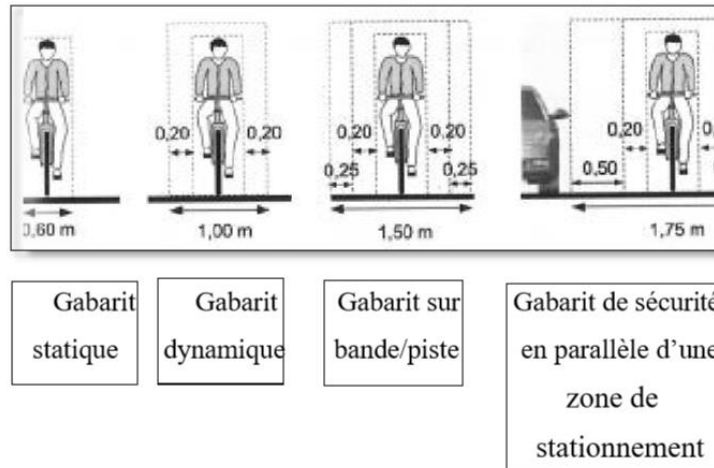 0,20 0,20 0,20 0,20 0,20
0,25 0,25 0,50
0,60 m 1,00 m 1,50 m 1,75 m
Gabarit statique
Gabarit dynamique
Gabarit sur bande/piste
Gabarit de sécurité en parallèle d'une zone de stationnement